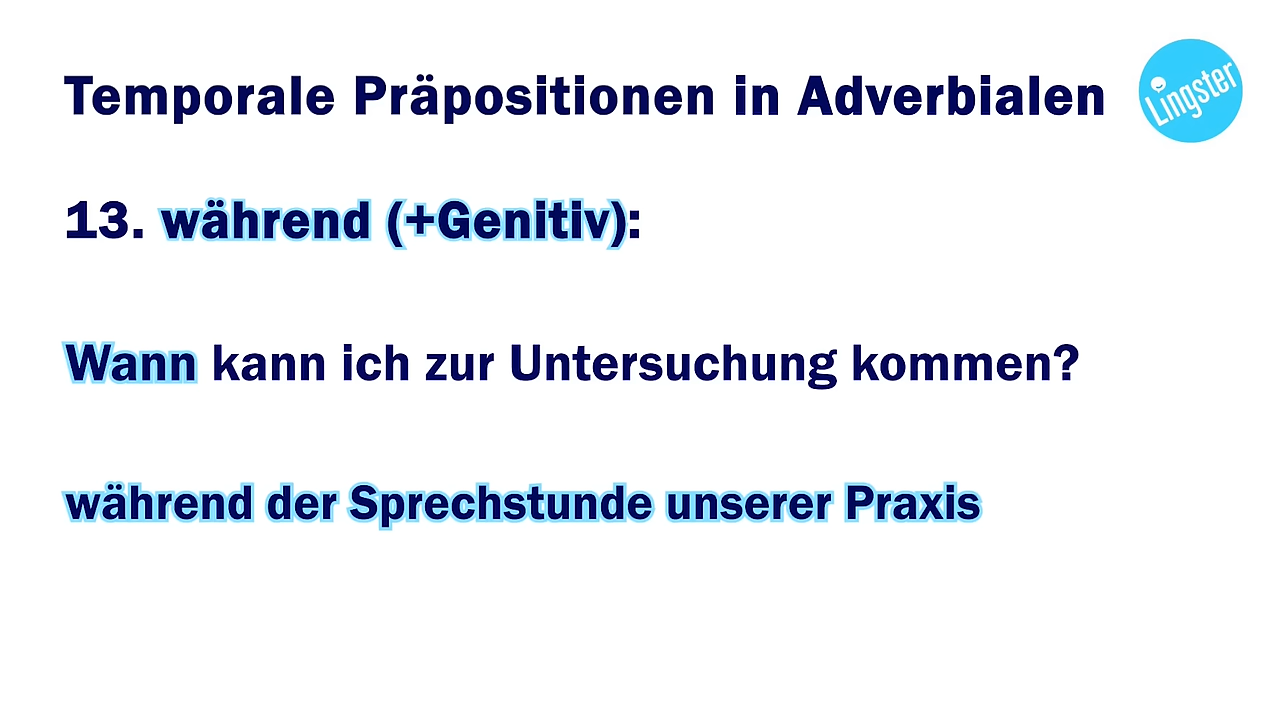 Temporale Präpositionen in Adverbialen
Lingster
13. während (+Genitiv):
Wann kann ich zur Untersuchung kommen?
während der Sprechstunde unserer Praxis